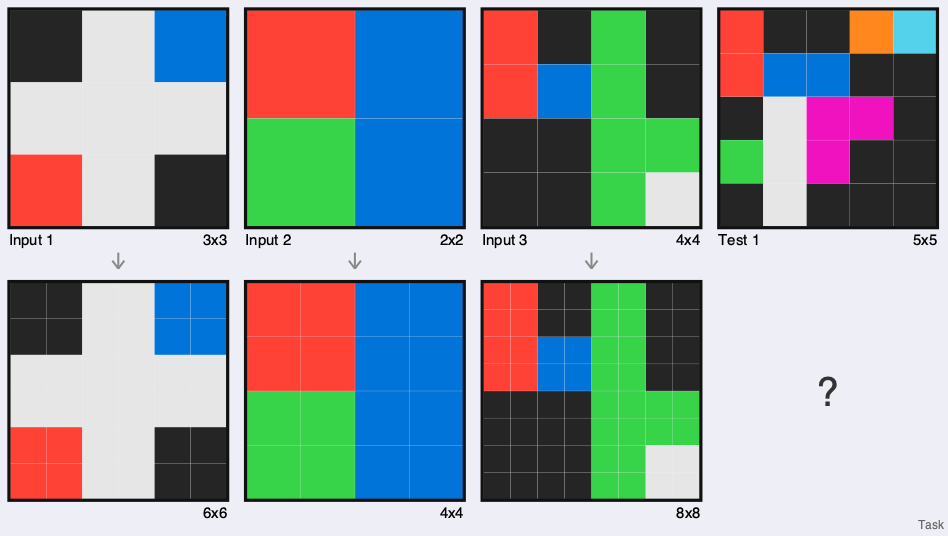 Input 1 3x3
Input 2 2x2
Input 3 4x4
Test 1 5x5
6x6
4x4
8x8
?
Task